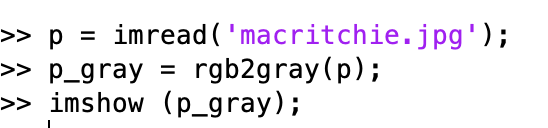 >> p = imread('macritchie.jpg');
>> p_gray = rgb2gray(p);
>> imshow (p_gray);